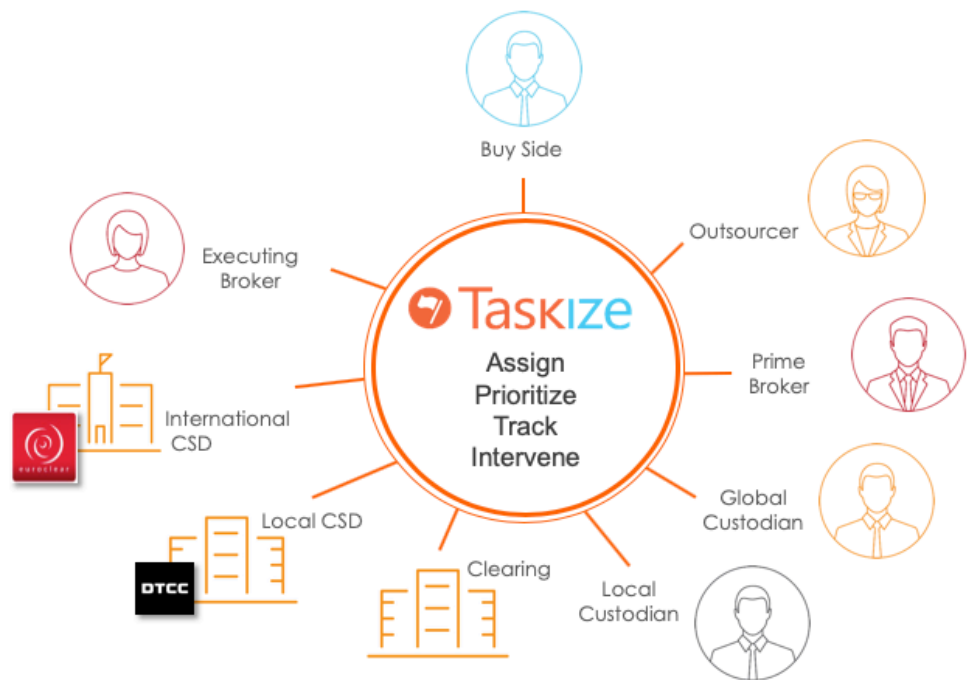 Buy Side
Outsourcer
Executing
Broker
Taskize
Assign
Prioritize
Track
Intervene
Prime
Broker
International
CSD
euroclear
Global
Custodian
Local CSD
DTCC
Clearing
Local
Custodian